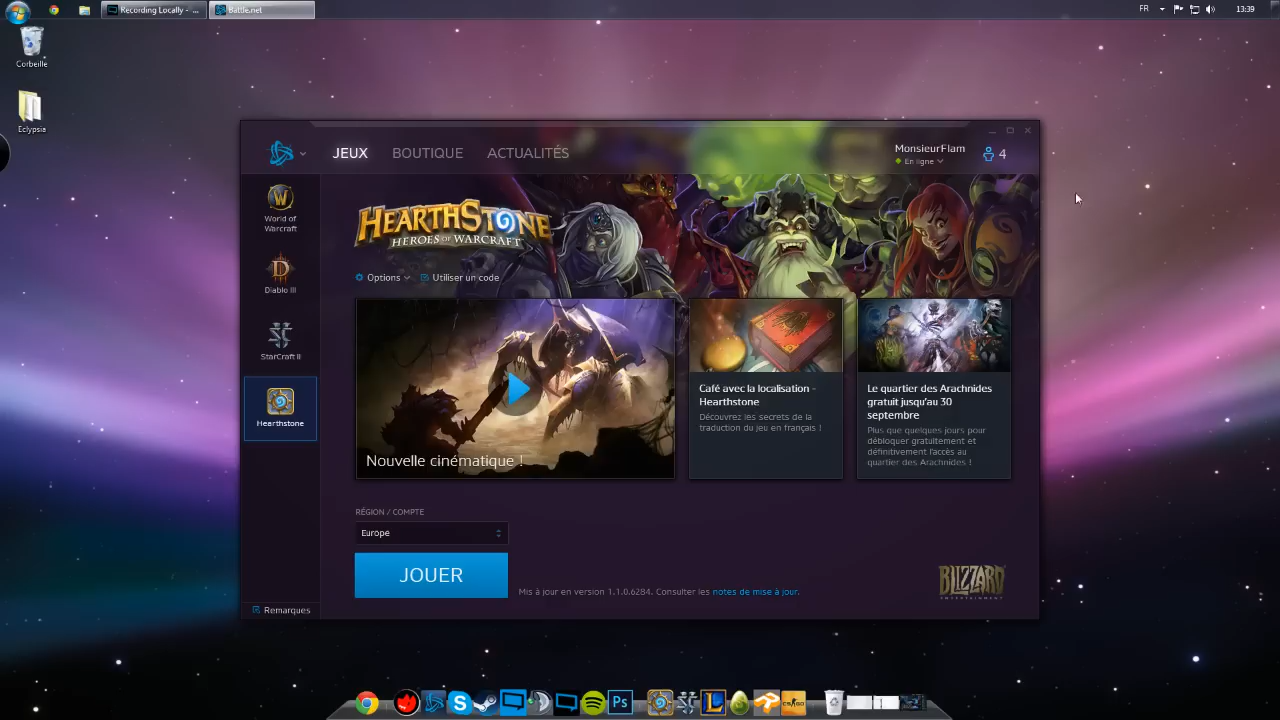 Recording Locally - ...
Battle.net
FR
13:39
Corbeille
Eclypsia
JEUX
BOUTIQUE
ACTUALITÉS
MonsieurFlam
En ligne
4
World of
Warcraft
Diablo III
StarCraft II
Hearthstone
Remarques
HEARTHSTONE
HEROES OF WARCRAFT
Options
Utiliser un code
Nouvelle cinématique !
Café avec la localisation -
Hearthstone
Découvrez les secrets de la
traduction du jeu en français !
Le quartier des Arachnides
gratuit jusqu'au 30
septembre
Plus que quelques jours pour
débloquer gratuitement et
définitivement l'accès au
quartier des Arachnides !
RÉGION / COMPTE
Europe
JOUER
Mis à jour en version 1.1.0.6284. Consulter les notes de mise à jour.
BLIZZARD
ENTERTAINMENT
Ps
CS:GO